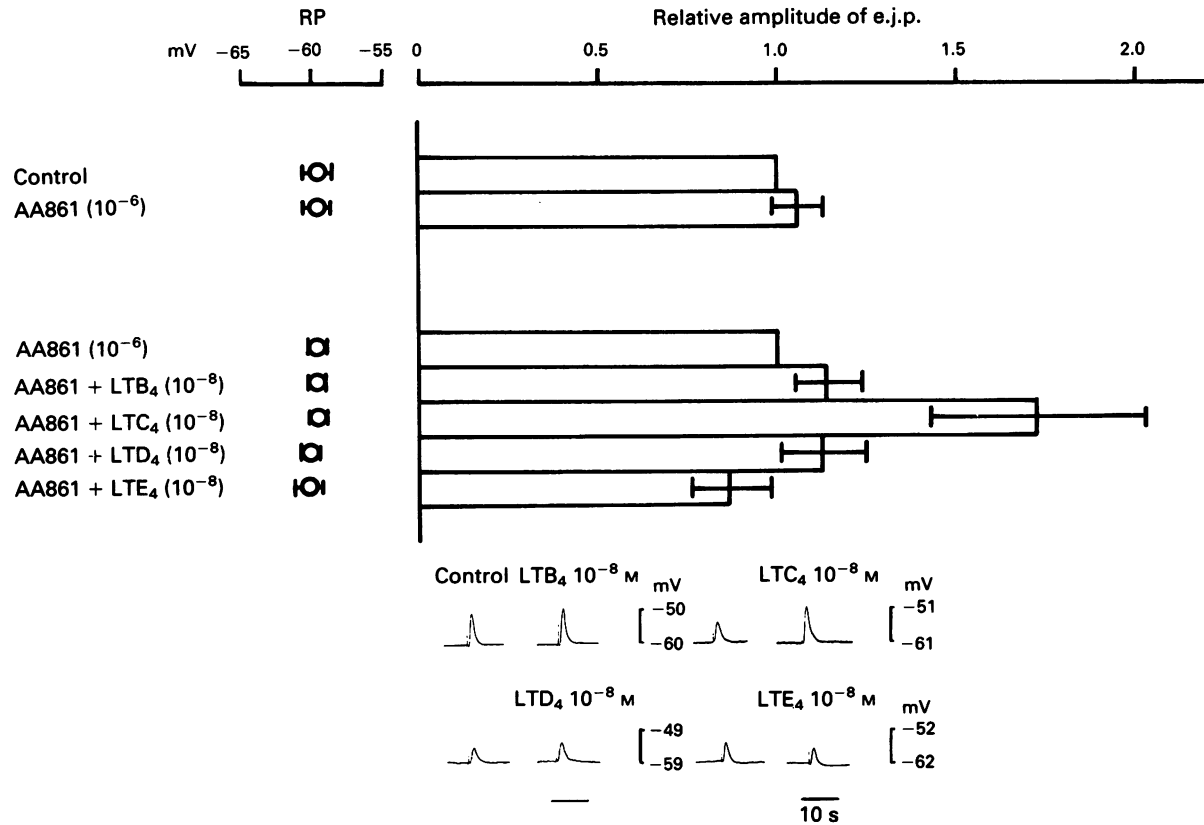 RP Relative amplitude of e.j.p.
mV −65 −60 −55 0 0.5 1.0 1.5 2.0
Control
AA861 (10⁻⁶)
AA861 (10⁻⁶)
AA861 + LTB₄ (10⁻⁸)
AA861 + LTC₄ (10⁻⁸)
AA861 + LTD₄ (10⁻⁸)
AA861 + LTE₄ (10⁻⁸)
Control LTB₄ 10⁻⁸ M mV LTC₄ 10⁻⁸ M mV
−50 −51
−60 −61
LTD₄ 10⁻⁸ M mV LTE₄ 10⁻⁸ M
−49 −52
−59 −62
10 s